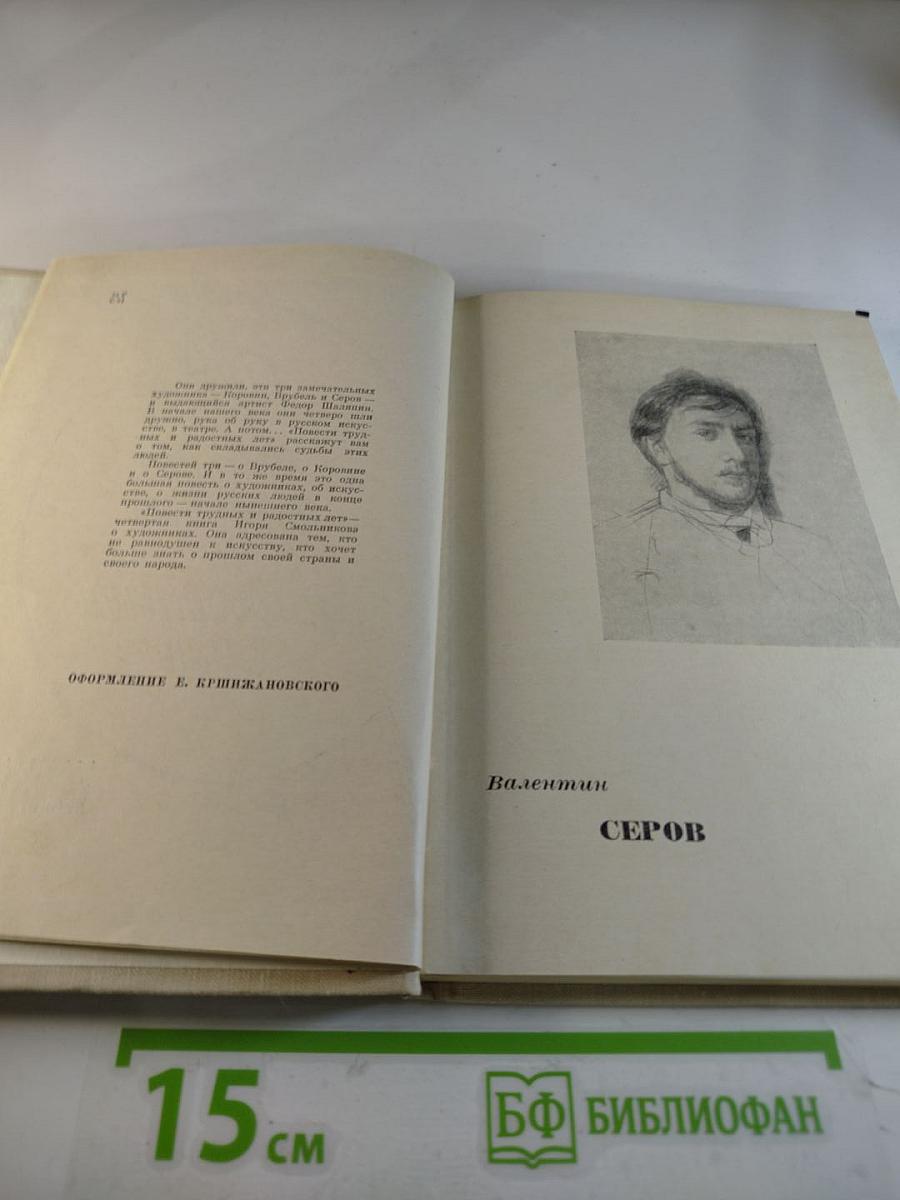 Они дружили, эти три замечательных
художника — Коровин, Врубель и Серов —
и выдающийся артист Федор Шаляпин.
В начале нашего века они четверо шли
дружно, рука об руку в русском искус-
стве, в театре. А потом... «Повести труд-
ных и радостных лет» расскажут вам
о том, как складывались судьбы этих
людей.
Повестей три — о Врубеле, о Коровине
и о Серове. И в то же время это одна
большая повесть о художниках, об искус-
стве, о жизни русских людей в конце
прошлого — начале нынешнего века.
«Повести трудных и радостных лет» —
четвертая книга Игоря Смольникова
о художниках. Она адресована тем, кто
не равнодушен к искусству, кто хочет
больше знать о прошлом своей страны и
своего народа.
ОФОРМЛЕНИЕ Е. КРШИЖАНОВСКОГО
Валентин
СЕРОВ
15 см
БФ БИБЛИОФАН